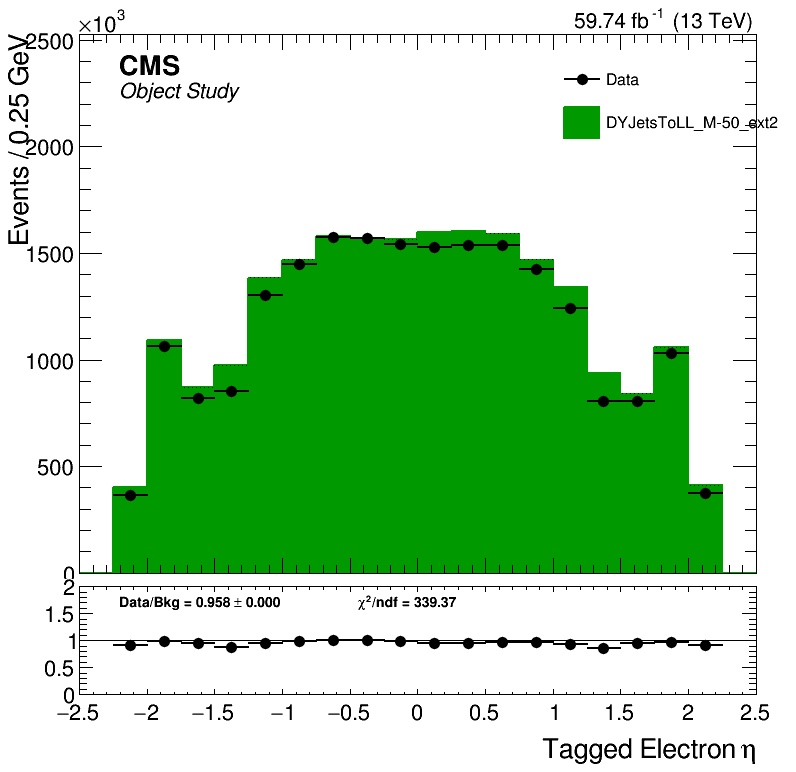 ×10³
59.74 fb⁻¹ (13 TeV)
Events / 0.25 GeV
2500
2000
1500
1000
500
0
CMS
Object Study
Data
DYJetsToLL_M-50_ext2
2
1.5
1
0.5
0
Data/Bkg = 0.958 ± 0.000
χ²/ndf = 339.37
−2.5 −2 −1.5 −1 −0.5 0 0.5 1 1.5 2 2.5
Tagged Electron η